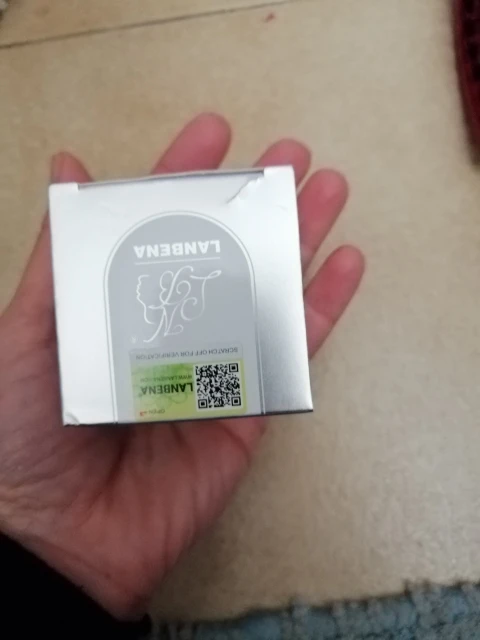 SCRATCH OFF FOR VERIFICATION
LANBENA
LANBENA